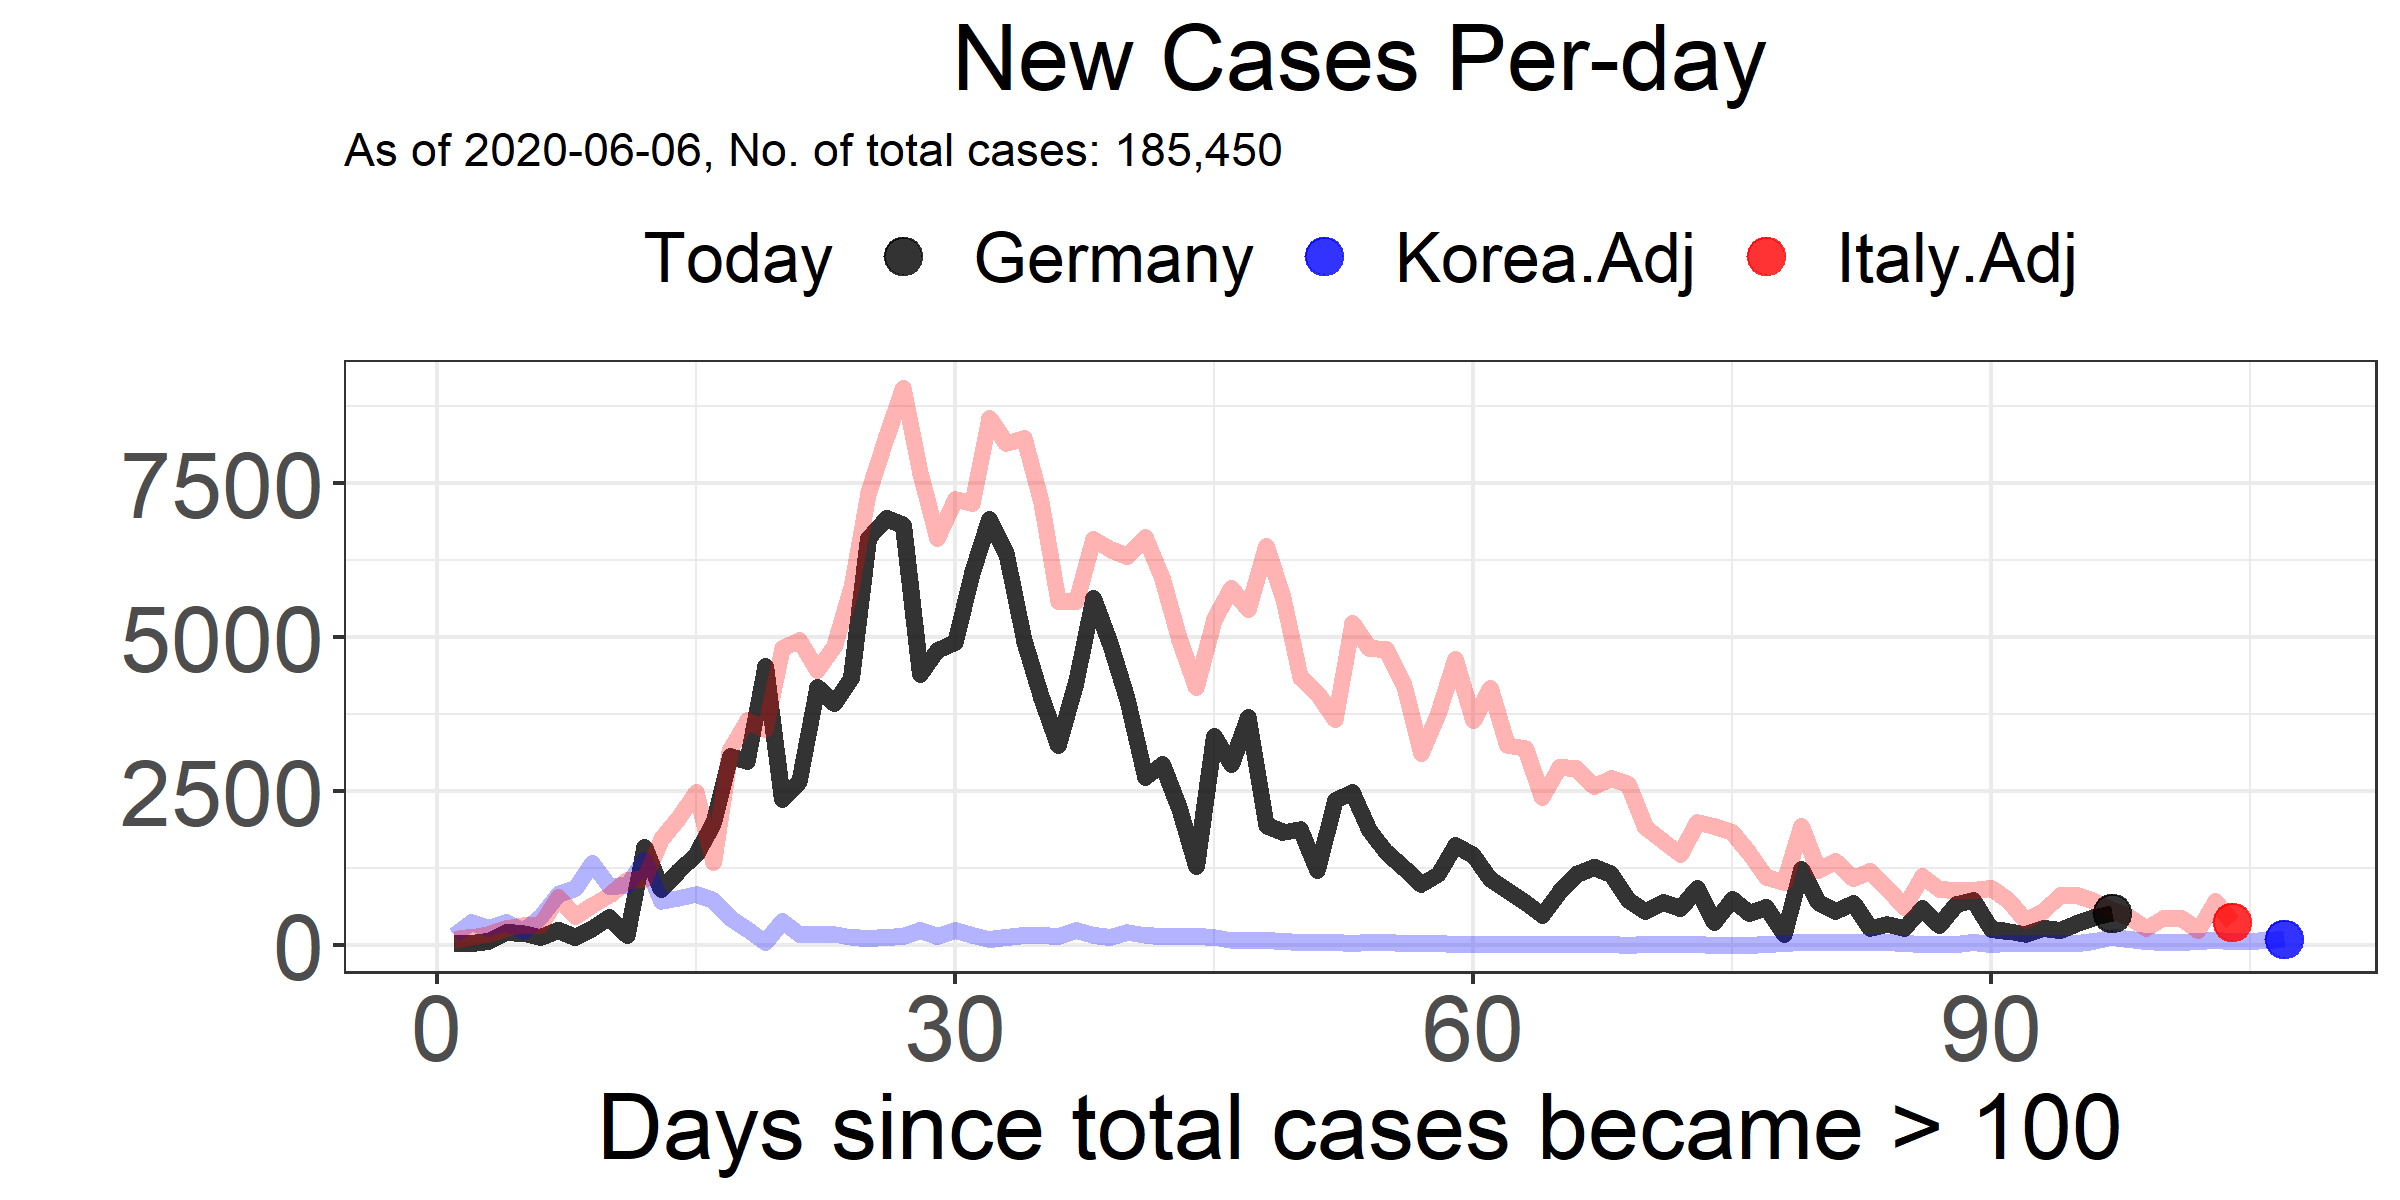 New Cases Per-day
As of 2020-06-06, No. of total cases: 185,450
Today Germany Korea.Adj Italy.Adj
7500
5000
2500
0
0 30 60 90
Days since total cases became > 100